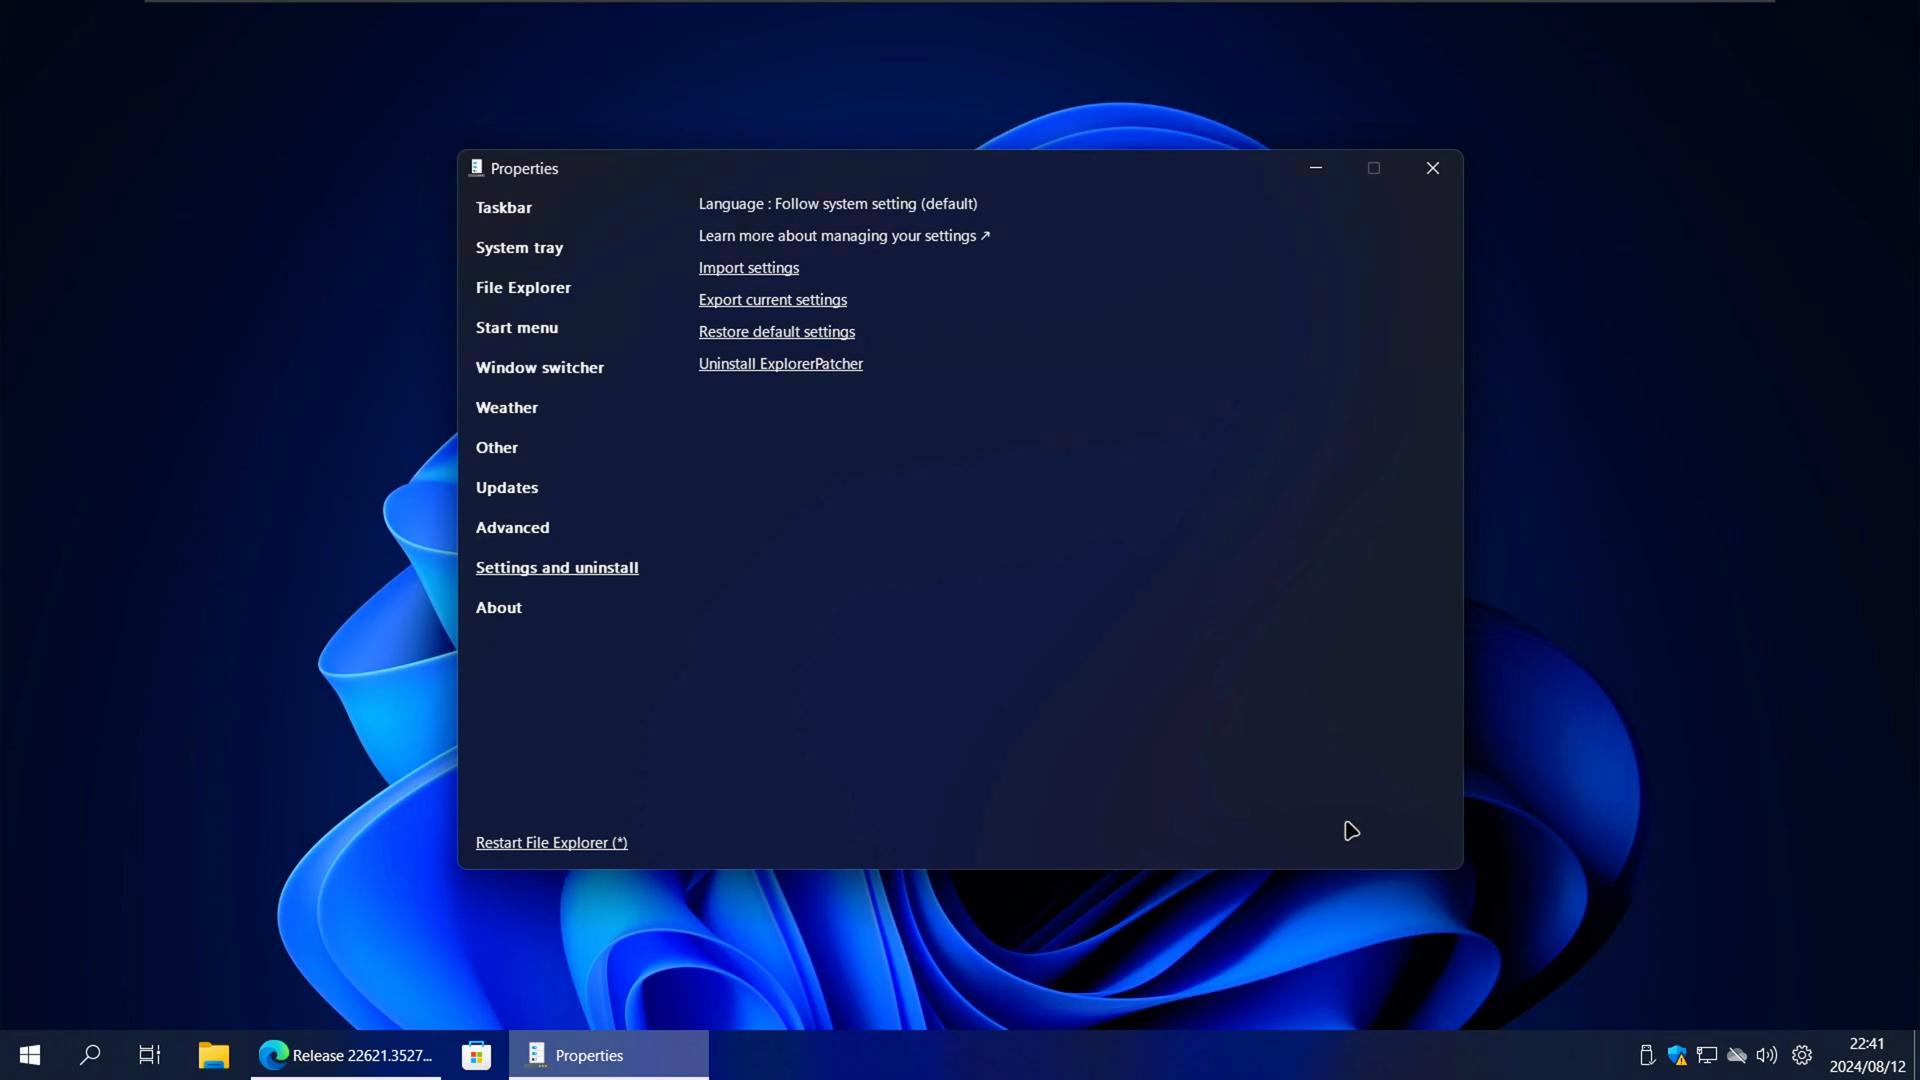 Properties
Taskbar
System tray
File Explorer
Start menu
Window switcher
Weather
Other
Updates
Advanced
Settings and uninstall
About
Restart File Explorer (*)
Language : Follow system setting (default)
Learn more about managing your settings ↗
Import settings
Export current settings
Restore default settings
Uninstall ExplorerPatcher
Release 22621.3527...
Properties
22:41
2024/08/12